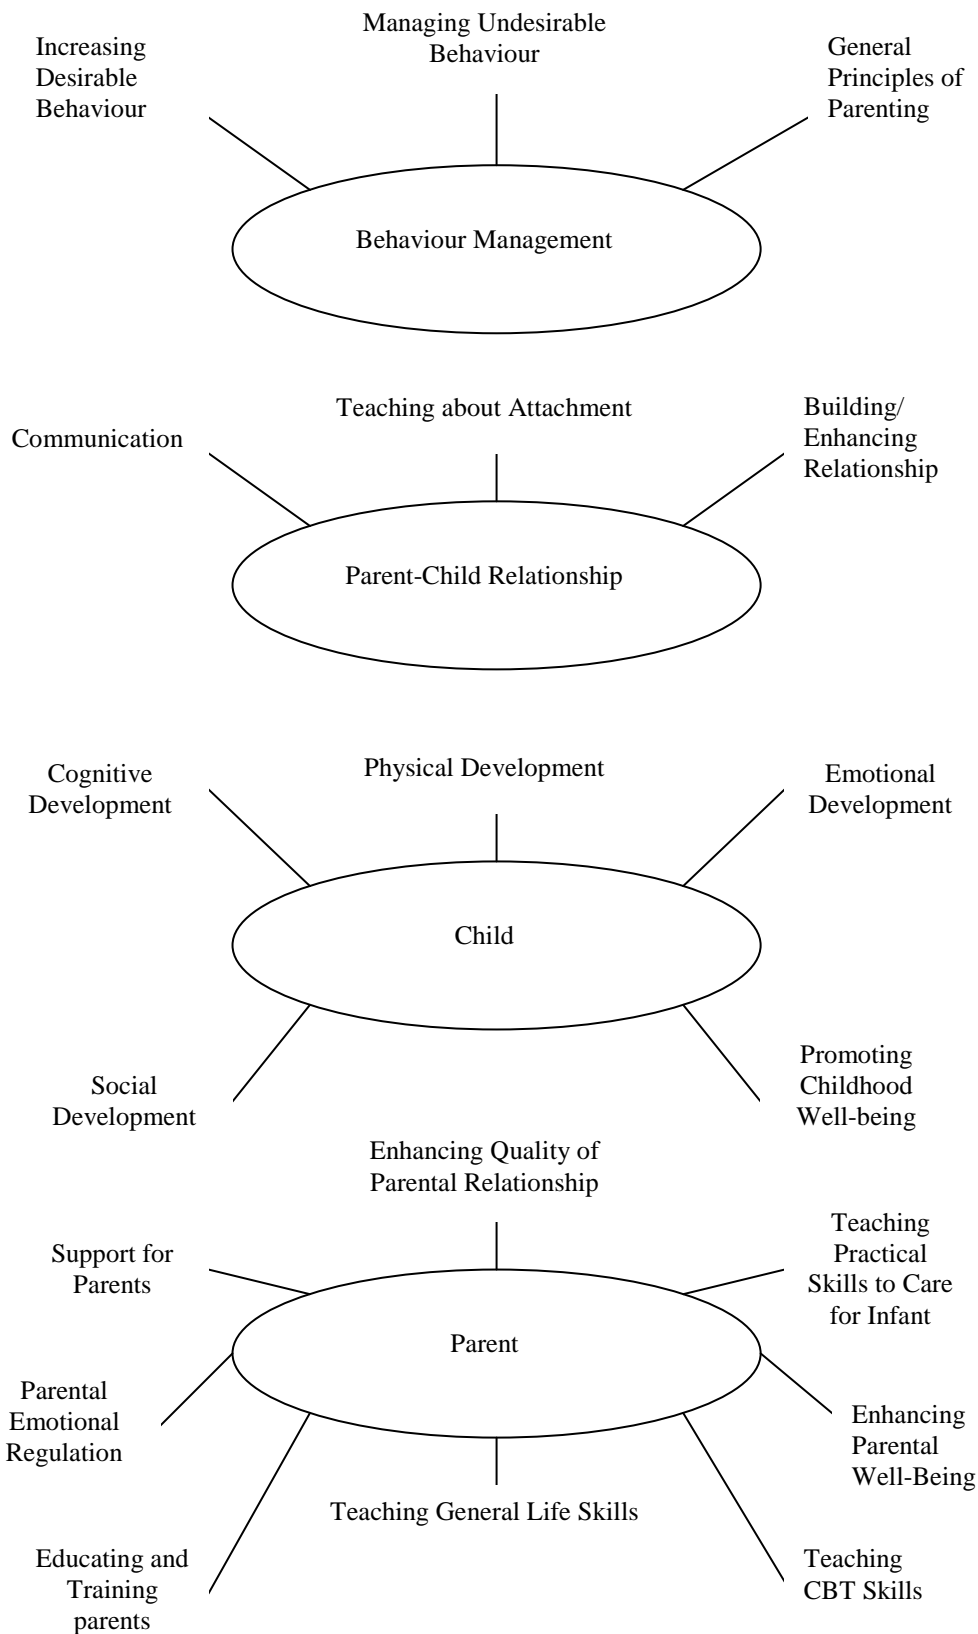 Increasing
Desirable
Behaviour
Managing Undesirable
Behaviour
General
Principles of
Parenting
Behaviour Management
Communication
Teaching about Attachment
Building/
Enhancing
Relationship
Parent-Child Relationship
Cognitive
Development
Physical Development
Emotional
Development
Child
Social
Development
Promoting
Childhood
Well-being
Enhancing Quality of
Parental Relationship
Support for
Parents
Teaching
Practical
Skills to Care
for Infant
Parent
Parental
Emotional
Regulation
Enhancing
Parental
Well-Being
Teaching General Life Skills
Educating and
Training
parents
Teaching
CBT Skills